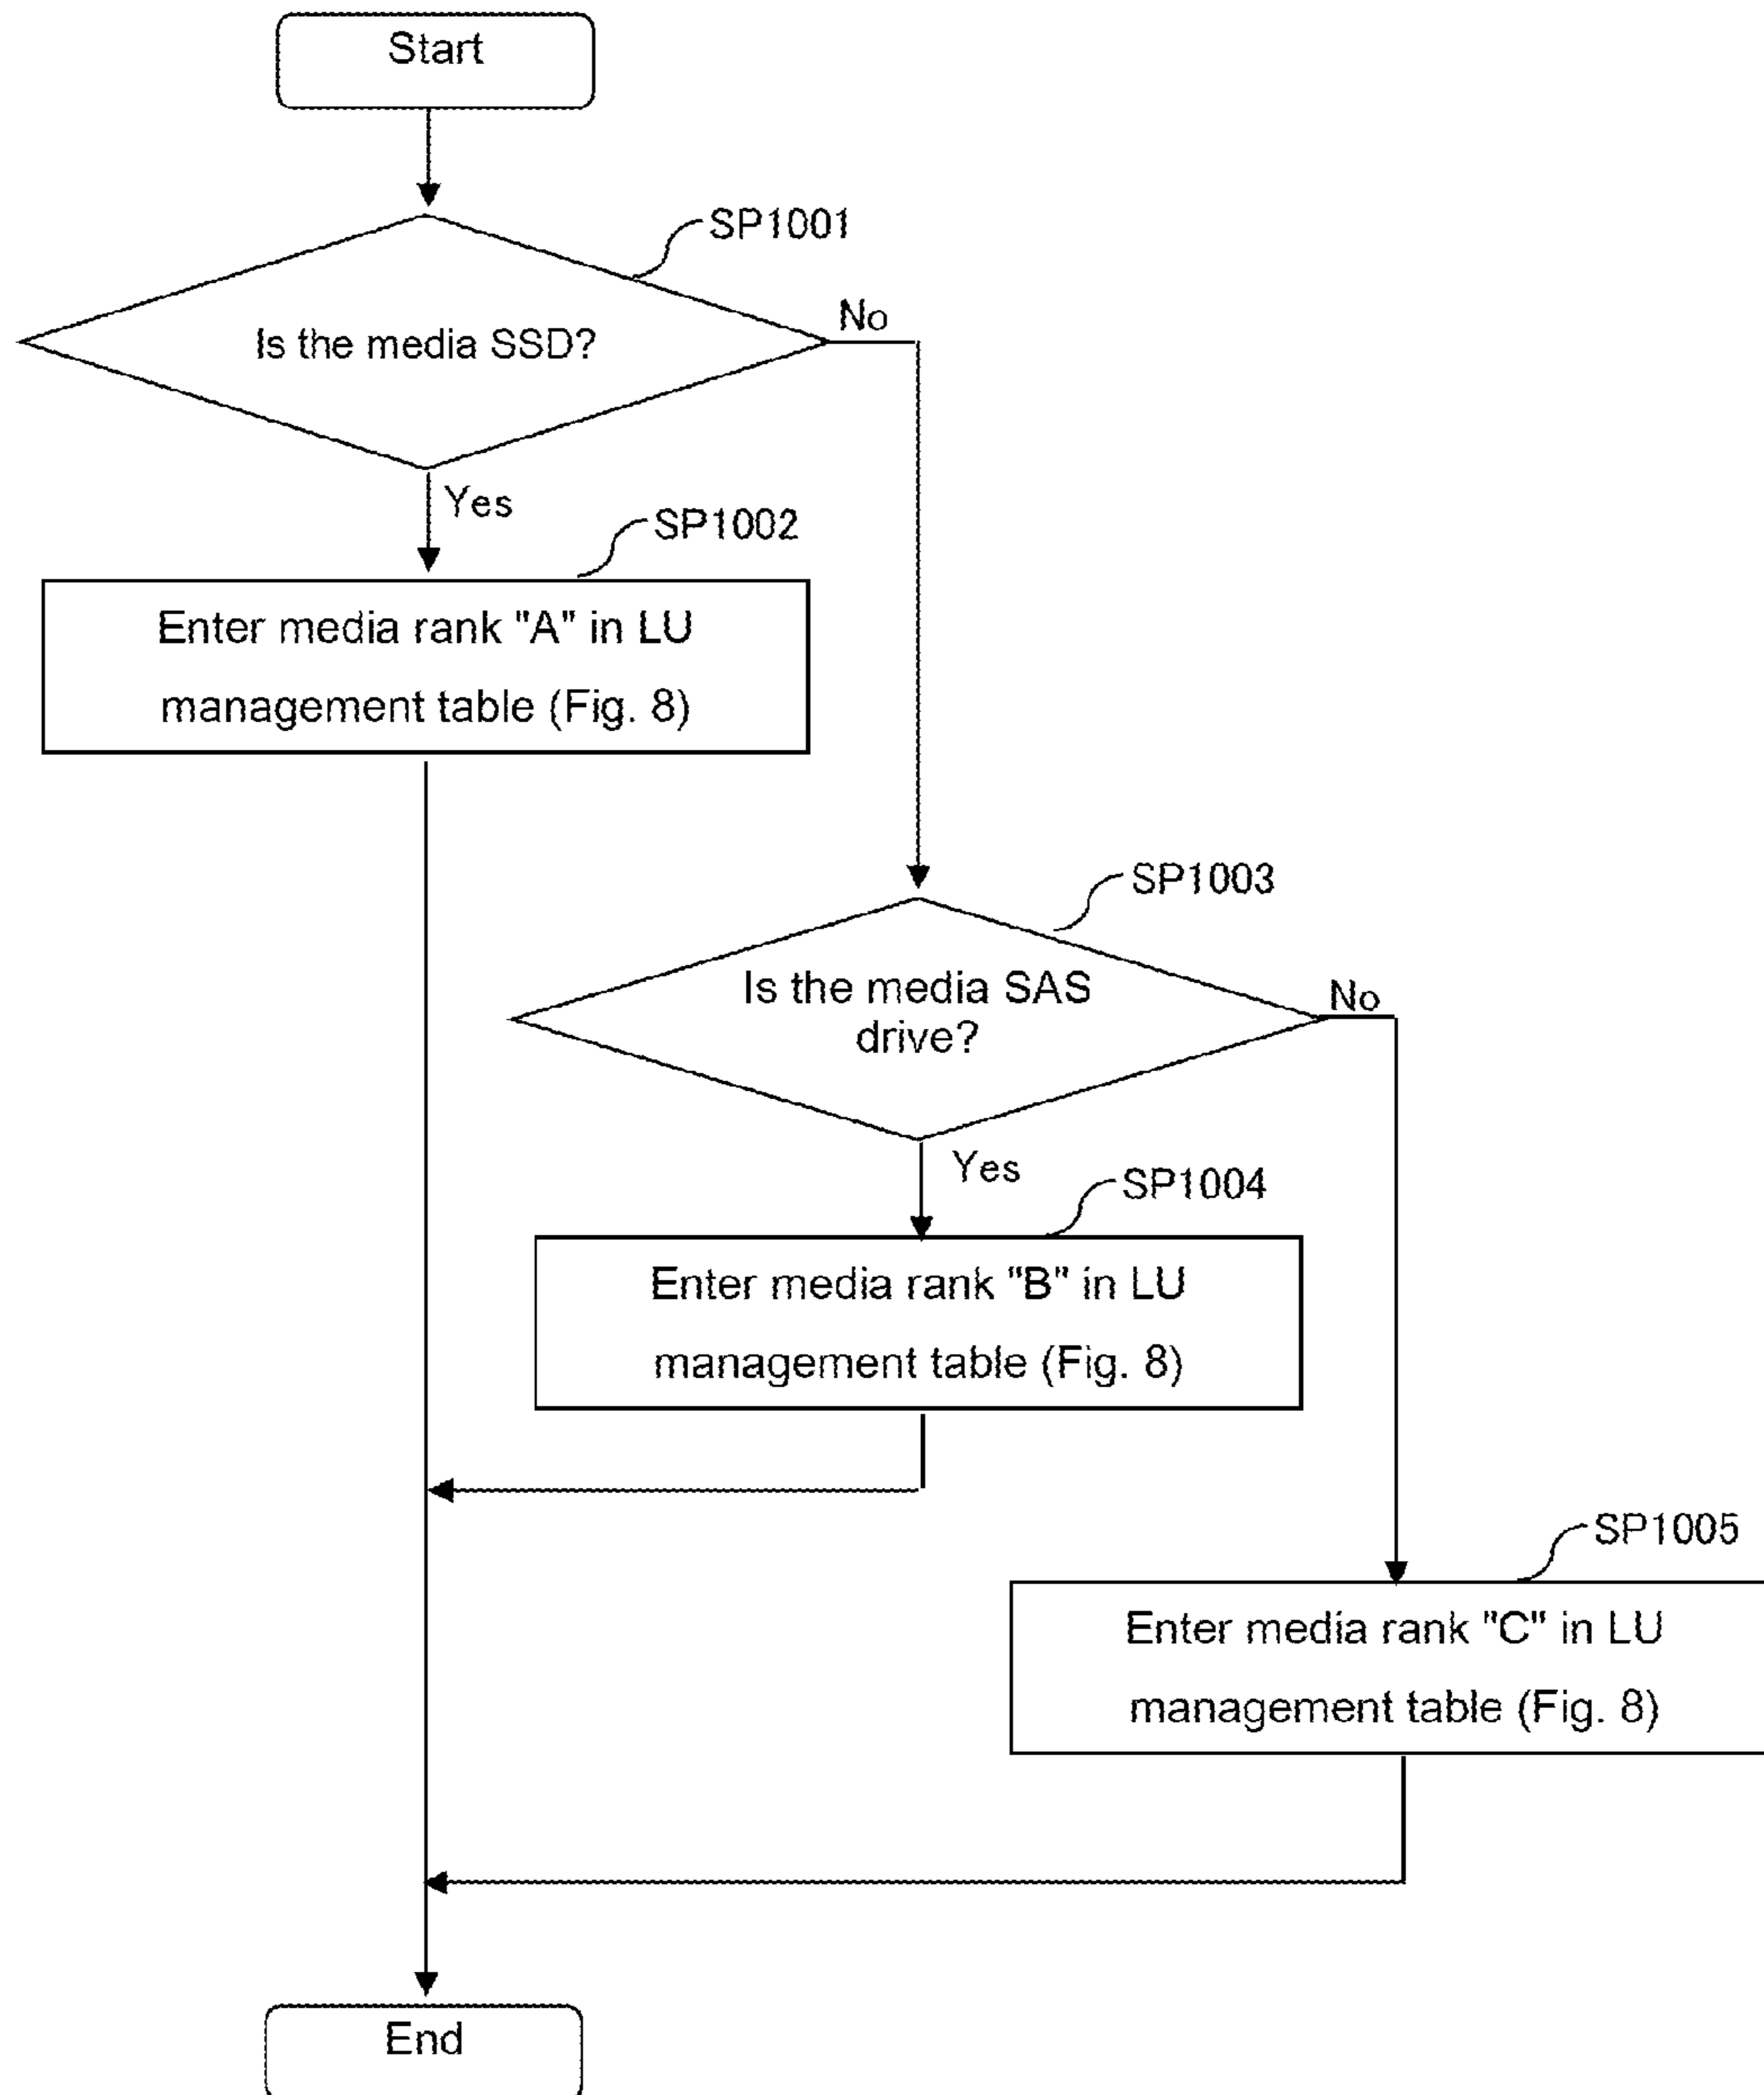 Start
SP1001
Is the media SSD?
No
Yes
SP1002
Enter media rank "A" in LU
management table (Fig. 8)
SP1003
Is the media SAS
drive?
No
Yes
SP1004
Enter media rank "B" in LU
management table (Fig. 8)
SP1005
Enter media rank "C" in LU
management table (Fig. 8)
End